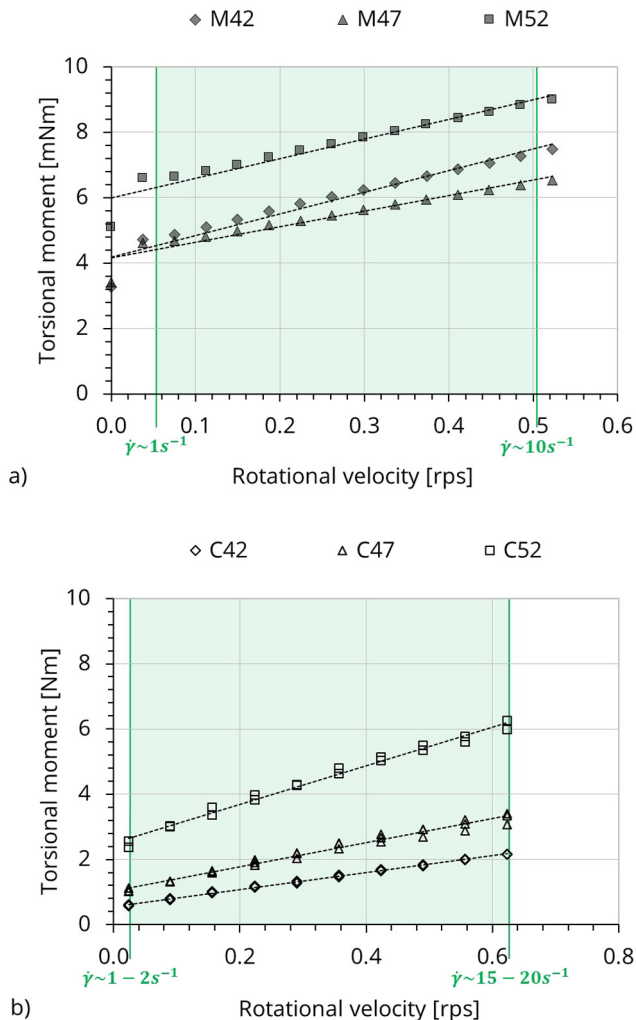 M42 M47 M52
Torsional moment [mNm]
10
8
6
4
2
0
0.0 0.1 0.2 0.3 0.4 0.5 0.6
γ̇~1s⁻¹ γ̇~10s⁻¹
a) Rotational velocity [rps]
C42 C47 C52
Torsional moment [Nm]
10
8
6
4
2
0
0.0 0.2 0.4 0.6 0.8
γ̇~1 − 2s⁻¹ γ̇~15 − 20s⁻¹
b) Rotational velocity [rps]